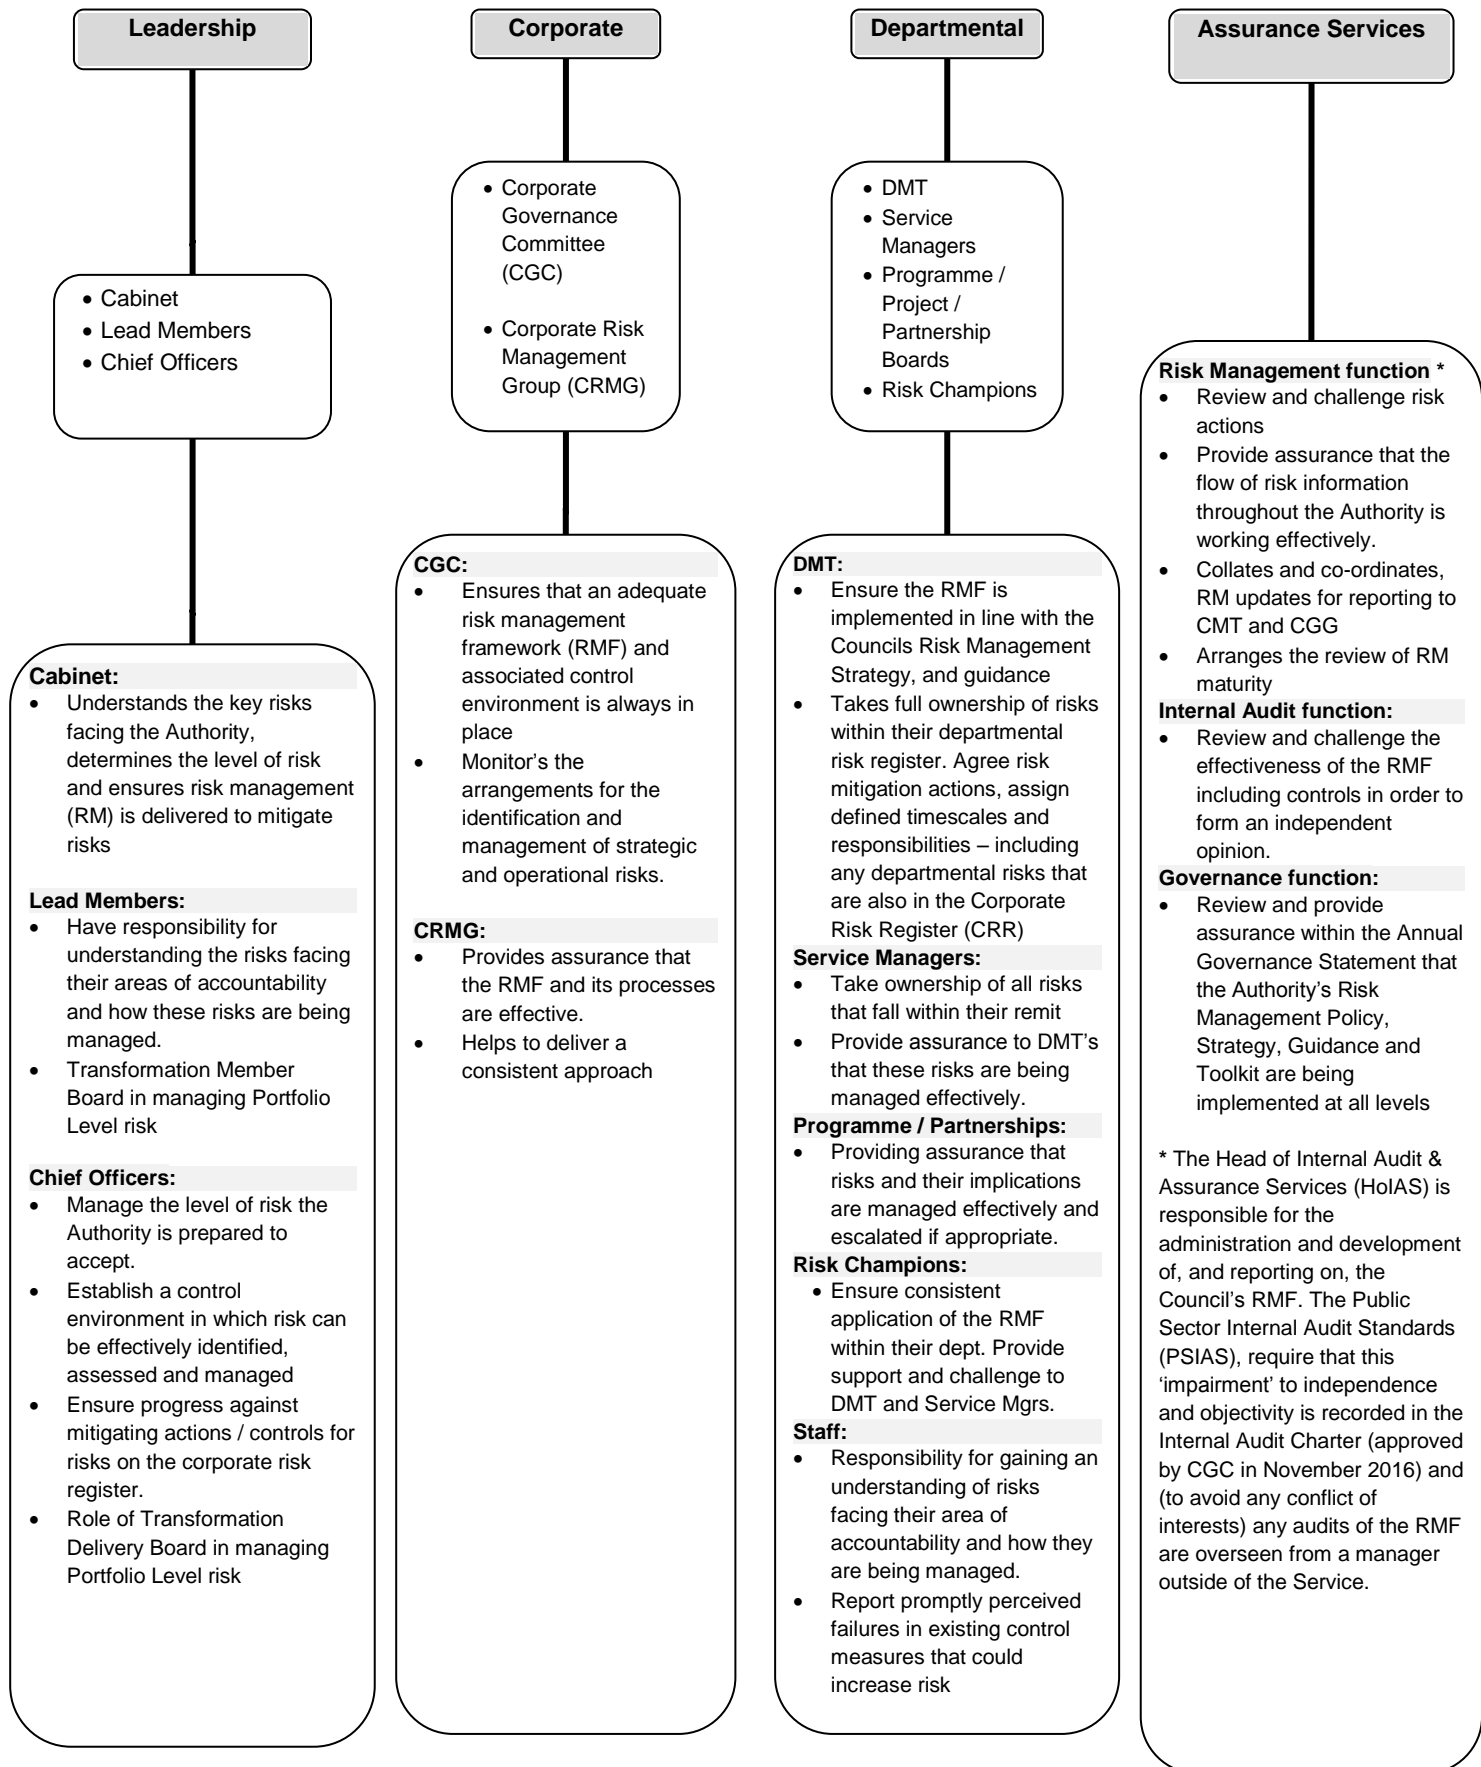 Leadership
Cabinet
Lead Members
Chief Officers
Cabinet:
Understands the key risks
facing the Authority,
determines the level of risk
and ensures risk management
(RM) is delivered to mitigate
risks
Lead Members:
Have responsibility for
understanding the risks facing
their areas of accountability
and how these risks are being
managed.
Transformation Member
Board in managing Portfolio
Level risk
Chief Officers:
Manage the level of risk the
Authority is prepared to
accept.
Establish a control
environment in which risk can
be effectively identified,
assessed and managed
Ensure progress against
mitigating actions / controls for
risks on the corporate risk
register.
Role of Transformation
Delivery Board in managing
Portfolio Level risk
Corporate
Corporate
Governance
Committee
(CGC)
Corporate Risk
Management
Group (CRMG)
CGC:
Ensures that an adequate
risk management
framework (RMF) and
associated control
environment is always in
place
Monitor's the
arrangements for the
identification and
management of strategic
and operational risks.
CRMG:
Provides assurance that
the RMF and its processes
are effective.
Helps to deliver a
consistent approach
Departmental
DMT
Service
Managers
Programme /
Project /
Partnership
Boards
Risk Champions
DMT:
Ensure the RMF is
implemented in line with the
Councils Risk Management
Strategy, and guidance
Takes full ownership of risks
within their departmental
risk register. Agree risk
mitigation actions, assign
defined timescales and
responsibilities – including
any departmental risks that
are also in the Corporate
Risk Register (CRR)
Service Managers:
Take ownership of all risks
that fall within their remit
Provide assurance to DMT's
that these risks are being
managed effectively.
Programme / Partnerships:
Providing assurance that
risks and their implications
are managed effectively and
escalated if appropriate.
Risk Champions:
Ensure consistent
application of the RMF
within their dept. Provide
support and challenge to
DMT and Service Mgrs.
Staff:
Responsibility for gaining an
understanding of risks
facing their area of
accountability and how they
are being managed.
Report promptly perceived
failures in existing control
measures that could
increase risk
Assurance Services
Risk Management function *
Review and challenge risk
actions
Provide assurance that the
flow of risk information
throughout the Authority is
working effectively.
Collates and co-ordinates,
RM updates for reporting to
CMT and CGG
Arranges the review of RM
maturity
Internal Audit function:
Review and challenge the
effectiveness of the RMF
including controls in order to
form an independent
opinion.
Governance function:
Review and provide
assurance within the Annual
Governance Statement that
the Authority's Risk
Management Policy,
Strategy, Guidance and
Toolkit are being
implemented at all levels
* The Head of Internal Audit &
Assurance Services (HoIAS) is
responsible for the
administration and development
of, and reporting on, the
Council's RMF. The Public
Sector Internal Audit Standards
(PSIAS), require that this
'impairment' to independence
and objectivity is recorded in the
Internal Audit Charter (approved
by CGC in November 2016) and
(to avoid any conflict of
interests) any audits of the RMF
are overseen from a manager
outside of the Service.